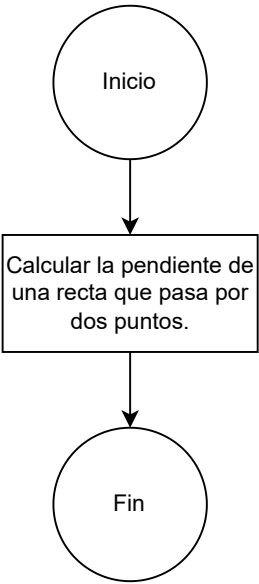 Inicio
Calcular la pendiente de
una recta que pasa por
dos puntos.
Fin